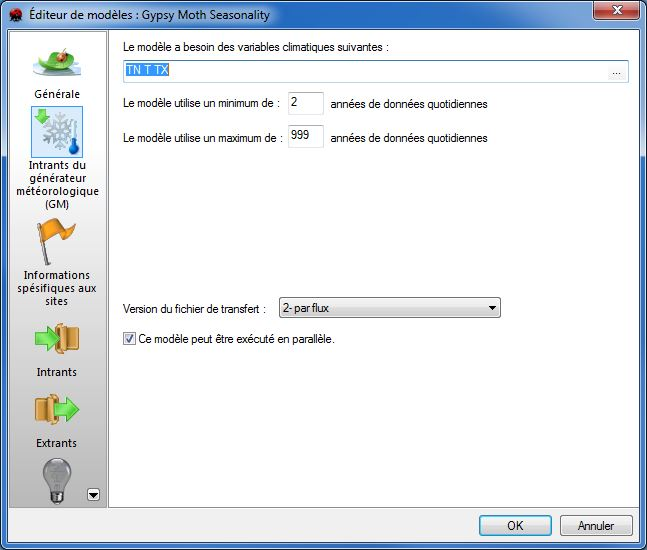 Éditeur de modèles : Gypsy Moth Seasonality
Générale
Intrants du
générateur
météorologique
(GM)
Informations
spésifiques aux
sites
Intrants
Extrants
Le modèle a besoin des variables climatiques suivantes :
TN T TX
...
Le modèle utilise un minimum de : 2 années de données quotidiennes
Le modèle utilise un maximum de : 999 années de données quotidiennes
Version du fichier de transfert : 2- par flux
Ce modèle peut être exécuté en parallèle.
OK Annuler